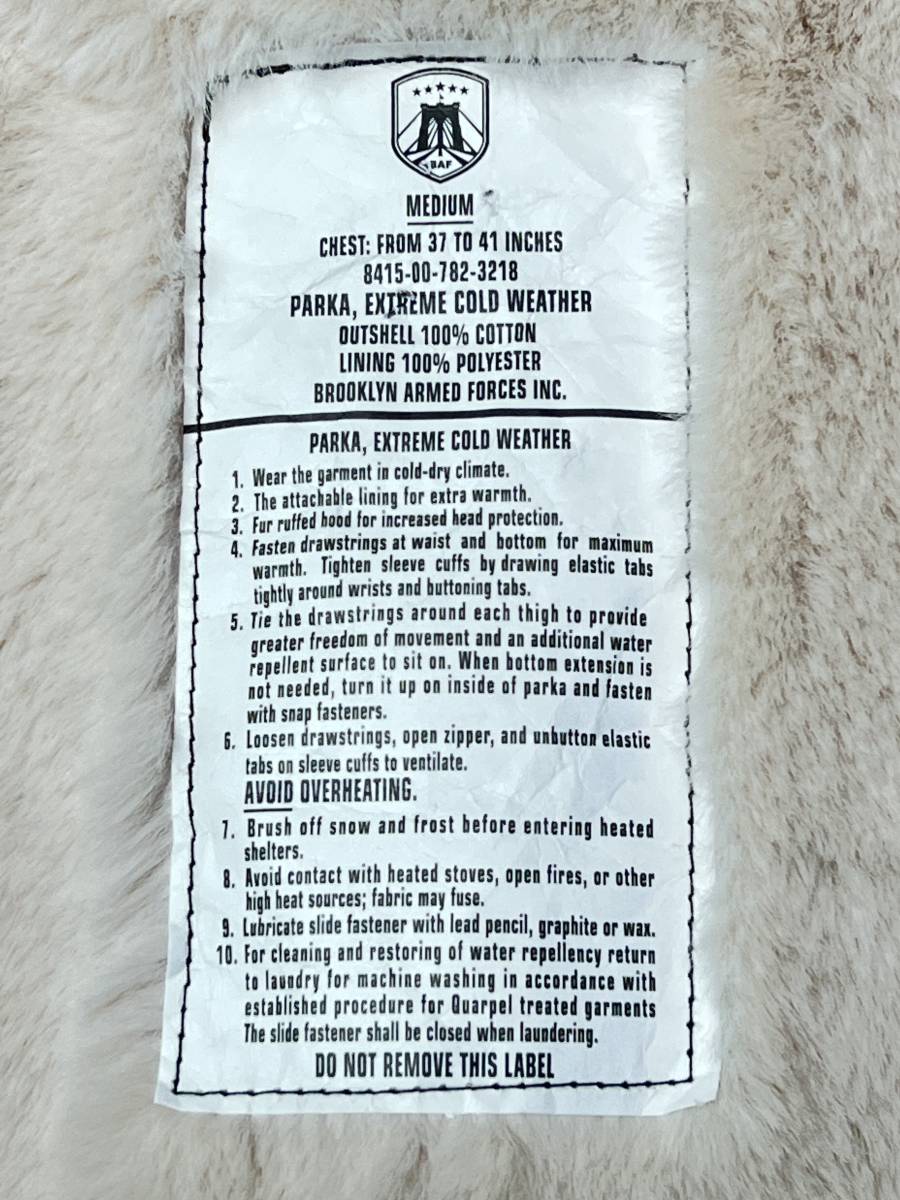 ★★★★★
BAF
MEDIUM
CHEST: FROM 37 TO 41 INCHES
8415-00-782-3218
PARKA, EXTREME COLD WEATHER
OUTSHELL 100% COTTON
LINING 100% POLYESTER
BROOKLYN ARMED FORCES INC.
PARKA, EXTREME COLD WEATHER
1. Wear the garment in cold-dry climate.
2. The attachable lining for extra warmth.
3. Fur ruffed hood for increased head protection.
4. Fasten drawstrings at waist and bottom for maximum
warmth. Tighten sleeve cuffs by drawing elastic tabs
tightly around wrists and buttoning tabs.
5. Tie the drawstrings around each thigh to provide
greater freedom of movement and an additional water
repellent surface to sit on. When bottom extension is
not needed, turn it up on inside of parka and fasten
with snap fasteners.
6. Loosen drawstrings, open zipper, and unbutton elastic
tabs on sleeve cuffs to ventilate.
AVOID OVERHEATING.
7. Brush off snow and frost before entering heated
shelters.
8. Avoid contact with heated stoves, open fires, or other
high heat sources; fabric may fuse.
9. Lubricate slide fastener with lead pencil, graphite or wax.
10. For cleaning and restoring of water repellency return
to laundry for machine washing in accordance with
established procedure for Quarpel treated garments
The slide fastener shall be closed when laundering.
DO NOT REMOVE THIS LABEL